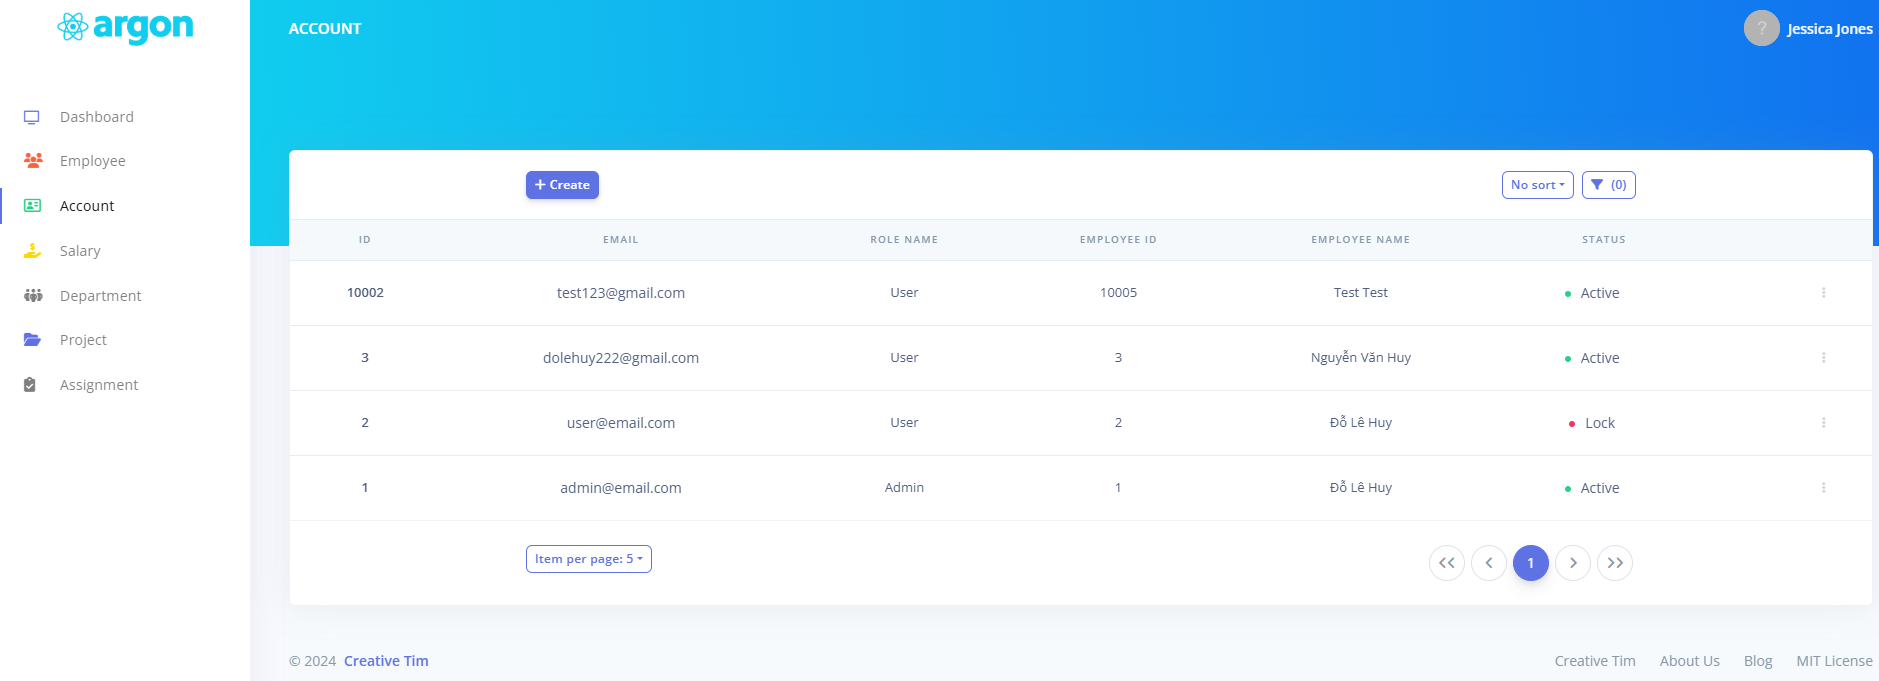 argon
ACCOUNT
? Jessica Jones
Dashboard
Employee
Account
Salary
Department
Project
Assignment
+ Create
No sort
(0)
ID EMAIL ROLE NAME EMPLOYEE ID EMPLOYEE NAME STATUS
10002 test123@gmail.com User 10005 Test Test Active
3 dolehuy222@gmail.com User 3 Nguyễn Văn Huy Active
2 user@email.com User 2 Đỗ Lê Huy Lock
1 admin@email.com Admin 1 Đỗ Lê Huy Active
Item per page: 5
1
© 2024 Creative Tim
Creative Tim About Us Blog MIT License